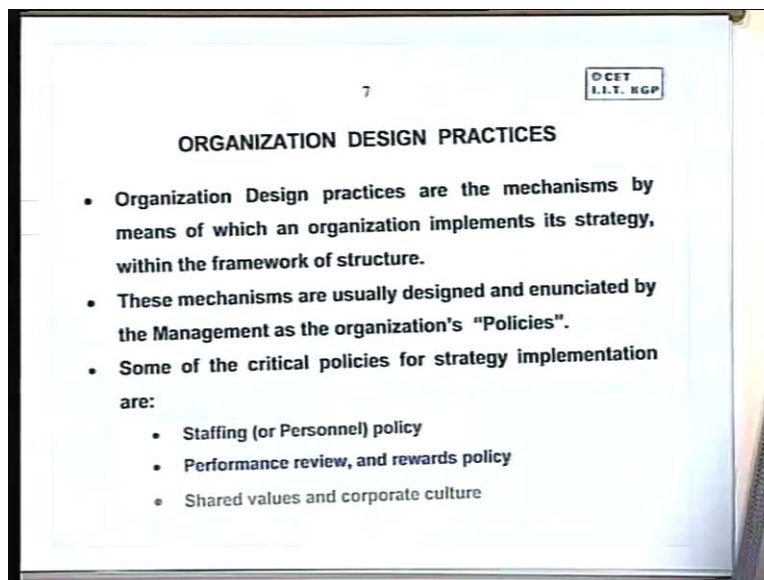 7
© CET
I.I.T. KGP
ORGANIZATION DESIGN PRACTICES
• Organization Design practices are the mechanisms by
means of which an organization implements its strategy,
within the framework of structure.
• These mechanisms are usually designed and enunciated by
the Management as the organization's "Policies".
• Some of the critical policies for strategy implementation
are:
• Staffing (or Personnel) policy
• Performance review, and rewards policy
• Shared values and corporate culture